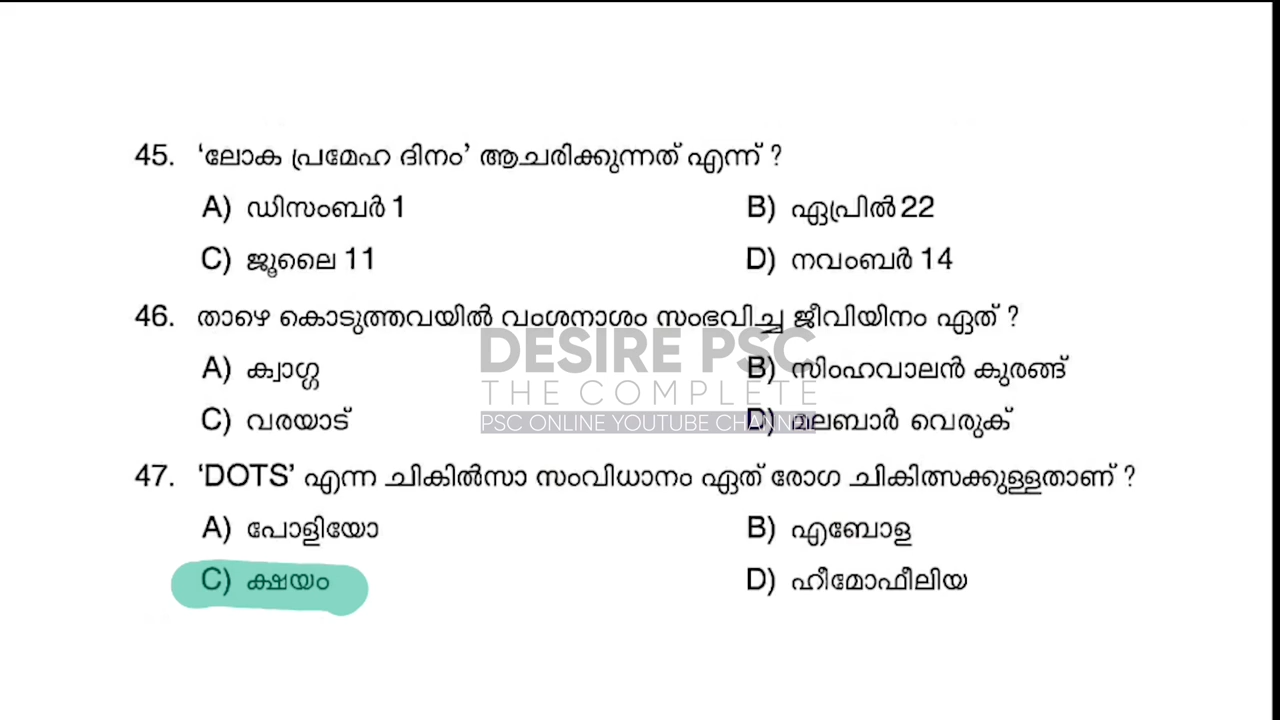 45. ‘ലോക പ്രമേഹ ദിനം’ ആചരിക്കുന്നത് എന്ന് ?
A) ഡിസംബർ 1 B) ഏപ്രിൽ 22
C) ജൂലൈ 11 D) നവംബർ 14
46. താഴെ കൊടുത്തവയിൽ വംശനാശം സംഭവിച്ച ജീവിയിനം ഏത് ?
DESIRE PSC
A) ക്വാഗ്ഗ B) സിംഹവാലൻ കുരങ്ങ്
THE COMPLETE
C) വരയാട് D) മലബാർ വെരുക്
PSC ONLINE YOUTUBE CHANNEL
47. ‘DOTS’ എന്ന ചികിൽസാ സംവിധാനം ഏത് രോഗ ചികിത്സക്കുള്ളതാണ് ?
A) പോളിയോ B) എബോള
C) ക്ഷയം D) ഹീമോഫീലിയ